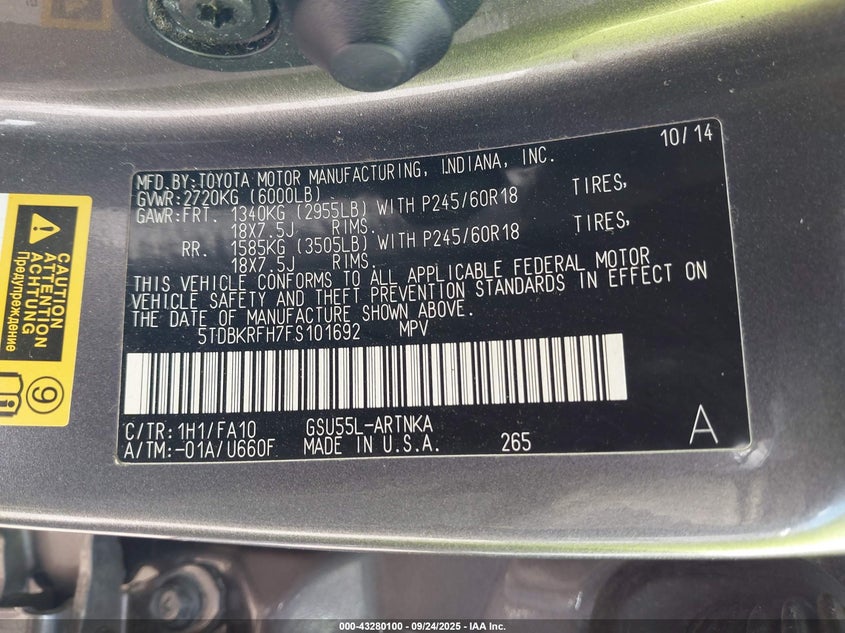 10/14
MFD.BY:TOYOTA MOTOR MANUFACTURING, INDIANA, INC.
GVWR:2720KG (6000LB)
GAWR:FRT. 1340KG (2955LB) WITH P245/60R18 TIRES,
18X7.5J RIMS.
RR. 1585KG (3505LB) WITH P245/60R18 TIRES,
18X7.5J RIMS.
THIS VEHICLE CONFORMS TO ALL APPLICABLE FEDERAL MOTOR
VEHICLE SAFETY AND THEFT PREVENTION STANDARDS IN EFFECT ON
THE DATE OF MANUFACTURE SHOWN ABOVE.
5TDBKRFH7FS101692 MPV
C/TR:1H1/FA10 GSU55L-ARTNKA
A/TM:-01A/U660F MADE IN U.S.A. 265
A
CAUTION
ATTENTION
ACHTUNG
Предупреждение
9
000-43280100 - 09/24/2025 - IAA Inc.